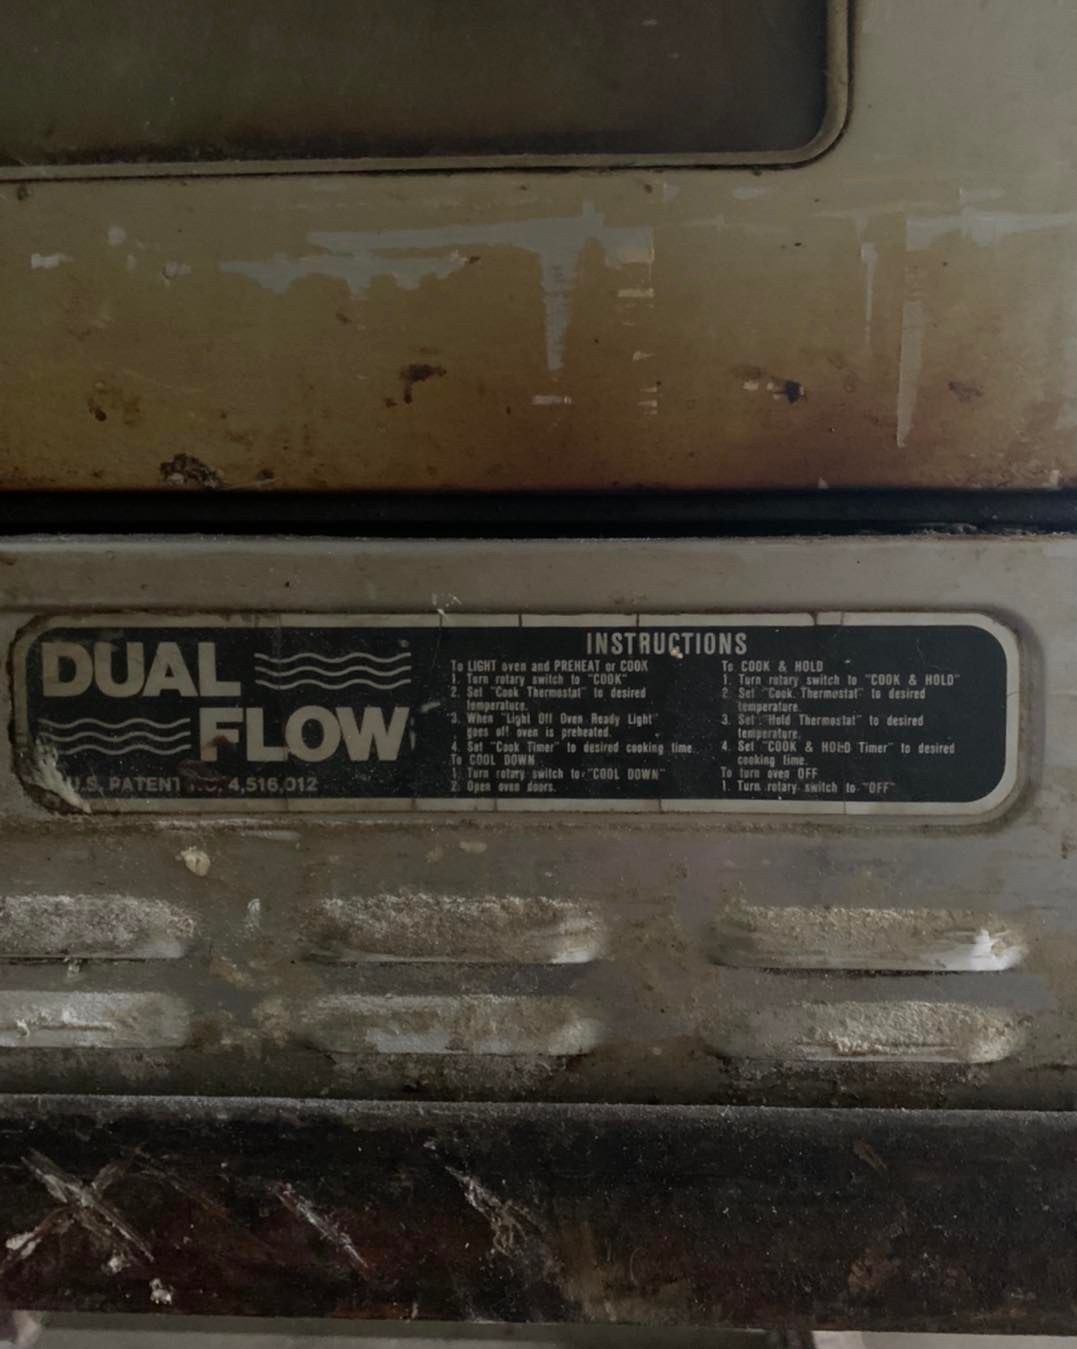 DUAL
FLOW
U.S. PATENT NO. 4,516,012
INSTRUCTIONS
To LIGHT oven and PREHEAT or COOK
1. Turn rotary switch to "COOK"
2. Set "Cook Thermostat" to desired
temperature.
3. When "Light Off Oven Ready Light"
goes off oven is preheated.
4. Set "Cook Timer" to desired cooking time.
To COOL DOWN
1. Turn rotary switch to "COOL DOWN"
2. Open oven doors.
To COOK & HOLD
1. Turn rotary switch to "COOK & HOLD"
2. Set "Cook Thermostat" to desired
temperature.
3. Set "Hold Thermostat" to desired
temperature.
4. Set "COOK & HOLD Timer" to desired
cooking time.
To turn oven OFF
1. Turn rotary switch to "OFF"